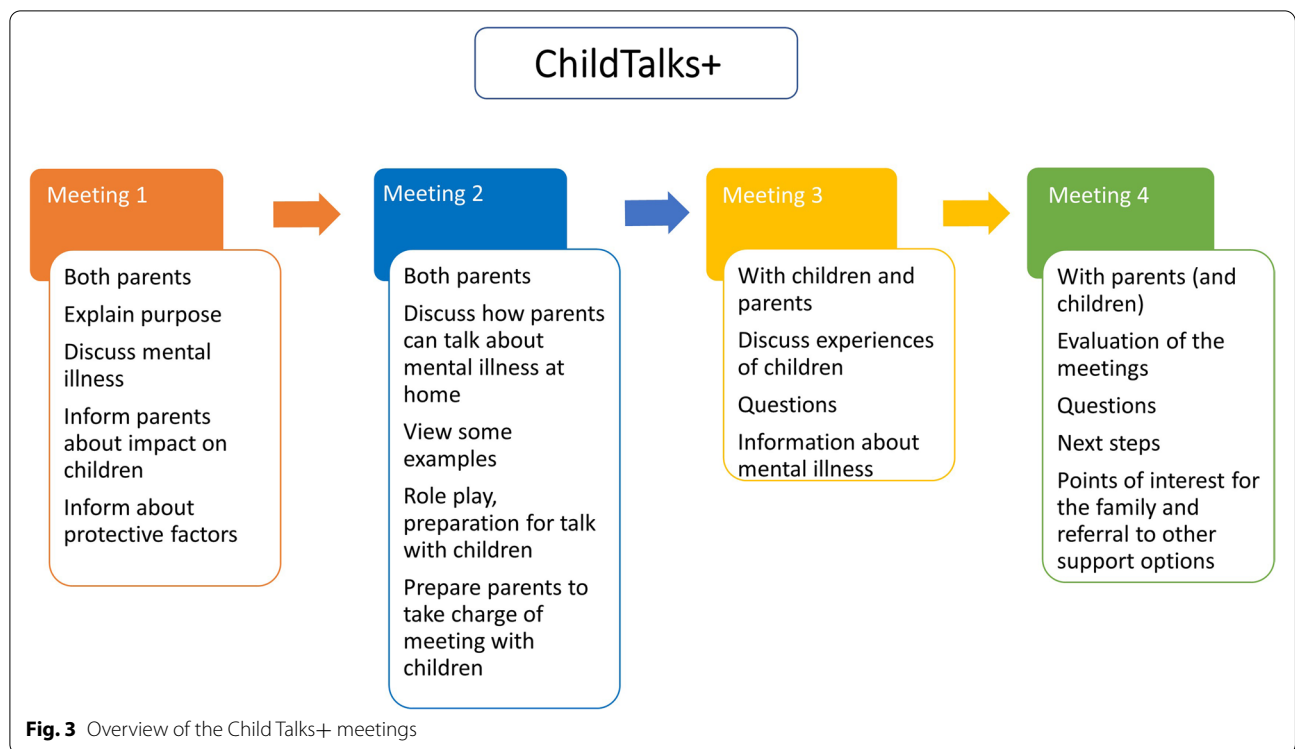 ChildTalks+
Meeting 1
Both parents
Explain purpose
Discuss mental
illness
Inform parents
about impact on
children
Inform about
protective factors
Meeting 2
Both parents
Discuss how parents
can talk about
mental illness at
home
View some
examples
Role play,
preparation for talk
with children
Prepare parents to
take charge of
meeting with
children
Meeting 3
With children and
parents
Discuss experiences
of children
Questions
Information about
mental illness
Meeting 4
With parents (and
children)
Evaluation of the
meetings
Questions
Next steps
Points of interest for
the family and
referral to other
support options
Fig. 3 Overview of the Child Talks+ meetings